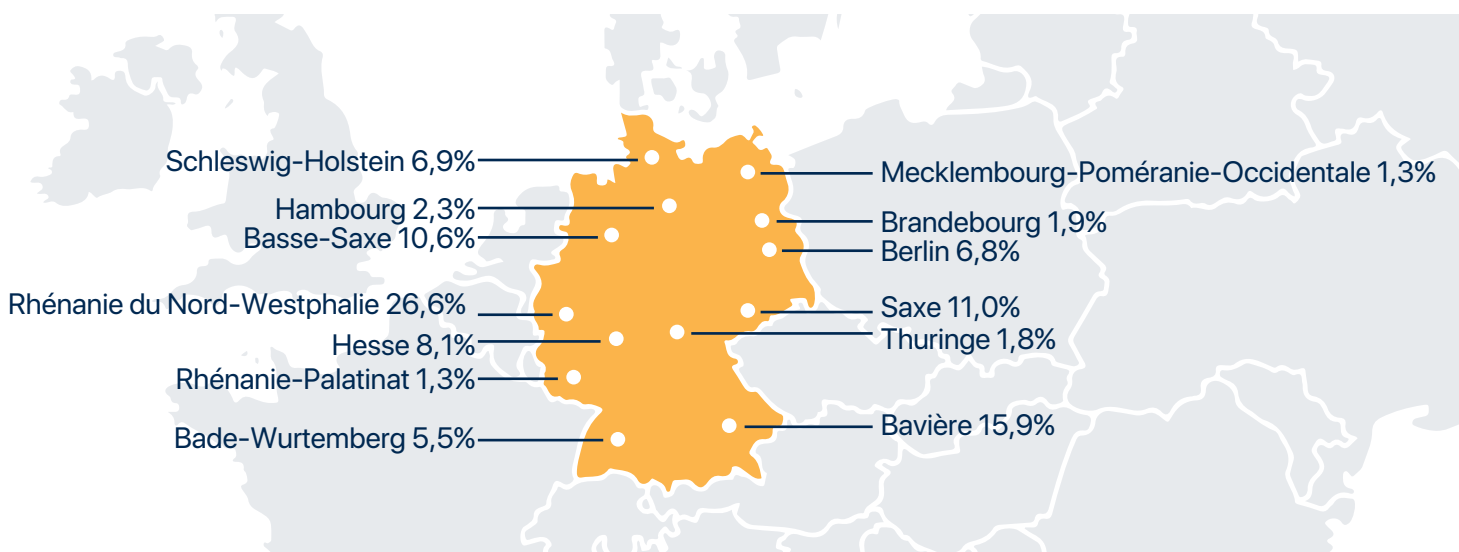 Schleswig-Holstein 6,9%
Hambourg 2,3%
Basse-Saxe 10,6%
Rhénanie du Nord-Westphalie 26,6%
Hesse 8,1%
Rhénanie-Palatinat 1,3%
Bade-Wurtemberg 5,5%
Mecklembourg-Poméranie-Occidentale 1,3%
Brandebourg 1,9%
Berlin 6,8%
Saxe 11,0%
Thuringe 1,8%
Bavière 15,9%